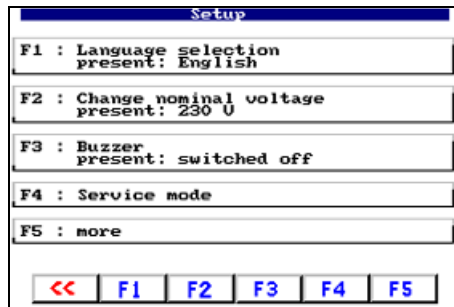 Setup
F1 : Language selection
present: English
F2 : Change nominal voltage
present: 230 V
F3 : Buzzer
present: switched off
F4 : Service mode
F5 : more
<< F1 F2 F3 F4 F5